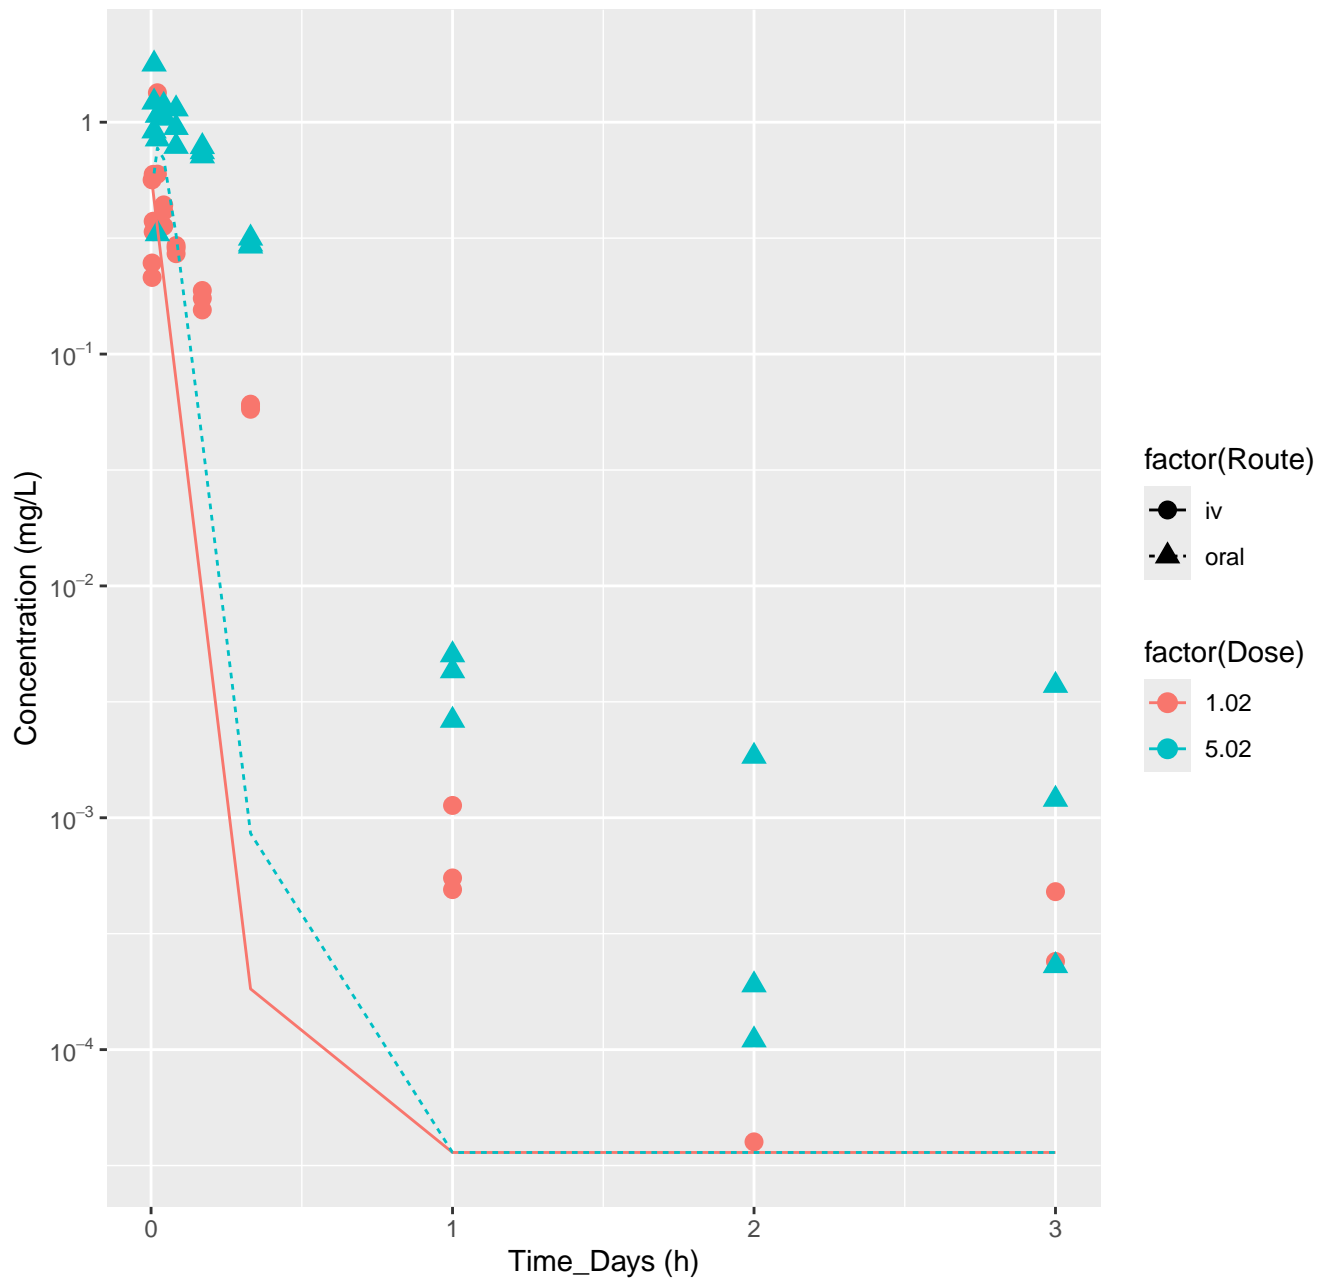 1
10⁻¹
10⁻²
10⁻³
10⁻⁴
Concentration (mg/L)
0 1 2 3
Time_Days (h)
factor(Route)
iv
oral
factor(Dose)
1.02
5.02